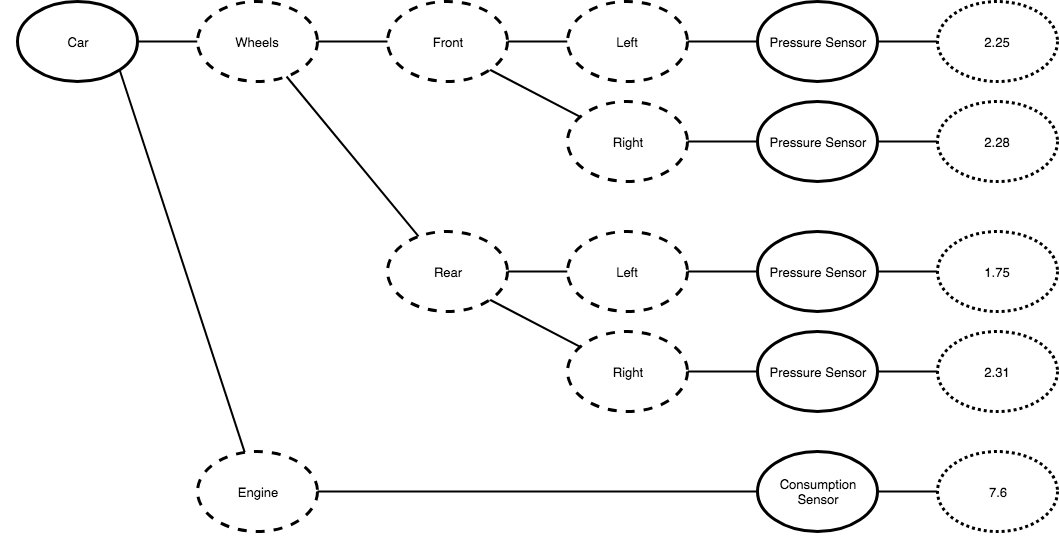 Car
Wheels
Front
Left
Pressure Sensor
2.25
Right
Pressure Sensor
2.28
Rear
Left
Pressure Sensor
1.75
Right
Pressure Sensor
2.31
Engine
Consumption
Sensor
7.6